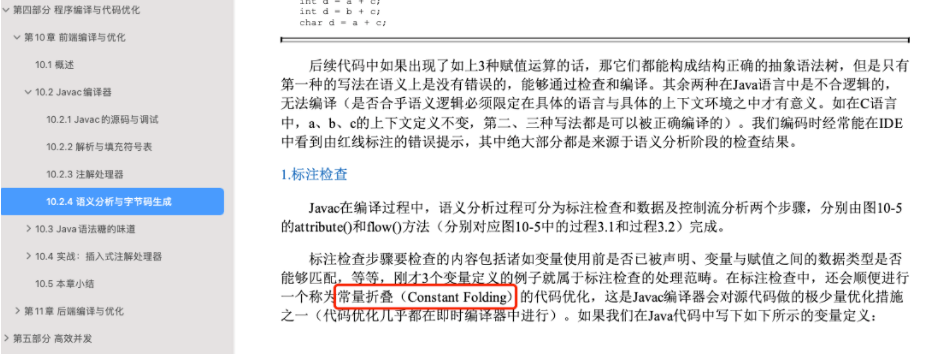 第四部分 程序编译与代码优化
第10章 前端编译与优化
10.1 概述
10.2 Javac编译器
10.2.1 Javac的源码与调试
10.2.2 解析与填充符号表
10.2.3 注解处理器
10.2.4 语义分析与字节码生成
10.3 Java语法糖的味道
10.4 实战：插入式注解处理器
10.5 本章小结
第11章 后端编译与优化
第五部分 高效并发
int d = a + c;
int d = b + c;
char d = a + c;
后续代码中如果出现了如上3种赋值运算的话，那它们都能构成结构正确的抽象语法树，但是只有
第一种的写法在语义上是没有错误的，能够通过检查和编译。其余两种在Java语言中是不合逻辑的，
无法编译（是否合乎语义逻辑必须限定在具体的语言与具体的上下文环境之中才有意义。如在C语言
中，a、b、c的上下文定义不变，第二、三种写法都是可以被正确编译的）。我们编码时经常能在IDE
中看到由红线标注的错误提示，其中绝大部分都是来源于语义分析阶段的检查结果。
1.标注检查
Javac在编译过程中，语义分析过程可分为标注检查和数据及控制流分析两个步骤，分别由图10-5
的attribute()和flow()方法（分别对应图10-5中的过程3.1和过程3.2）完成。
标注检查步骤要检查的内容包括诸如变量使用前是否已被声明、变量与赋值之间的数据类型是否
能够匹配，等等，刚才3个变量定义的例子就属于标注检查的处理范畴。在标注检查中，还会顺便进行
一个称为常量折叠（Constant Folding）的代码优化，这是Javac编译器会对源代码做的极少量优化措施
之一（代码优化几乎都在即时编译器中进行）。如果我们在Java代码中写下如下所示的变量定义：